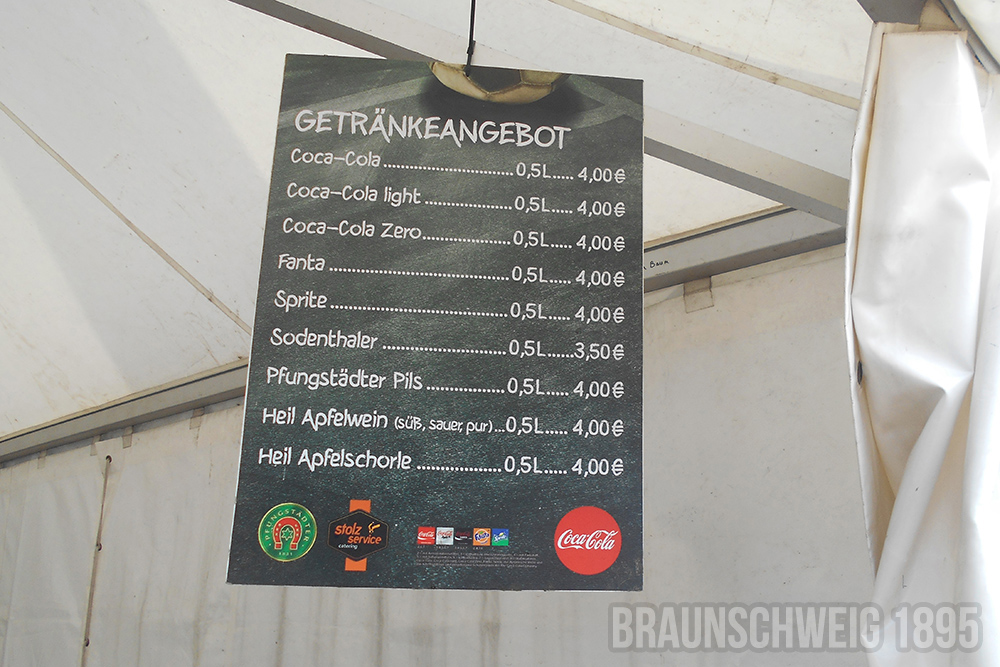 GETRÄNKEANGEBOT
Coca-Cola ........................... 0,5L..... 4,00€
Coca-Cola light .................. 0,5L..... 4,00€
Coca-Cola Zero................... 0,5L..... 4,00€
Fanta ..................................... 0,5L..... 4,00€
Sprite .................................... 0,5L..... 4,00€
Sodenthaler ......................... 0,5L.....3,50€
Pfungstädter Pils ................ 0,5L..... 4,00€
Heil Apfelwein (süß, sauer, pur)...0,5L..... 4,00€
Heil Apfelschorle ................. 0,5L..... 4,00€
PFUNGSTÄDTER
1831
stolz
service
catering
Coca-Cola
Baum
BRAUNSCHWEIG 1895